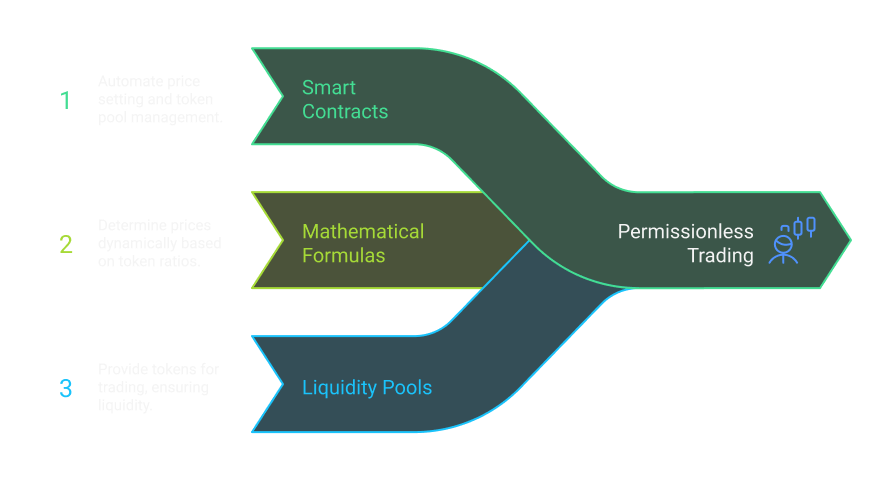 1
Automate price
setting and token
pool management.
Smart
Contracts
2
Determine prices
dynamically based
on token ratios.
Mathematical
Formulas
Permissionless
Trading
3
Provide tokens for
trading, ensuring
liquidity.
Liquidity Pools